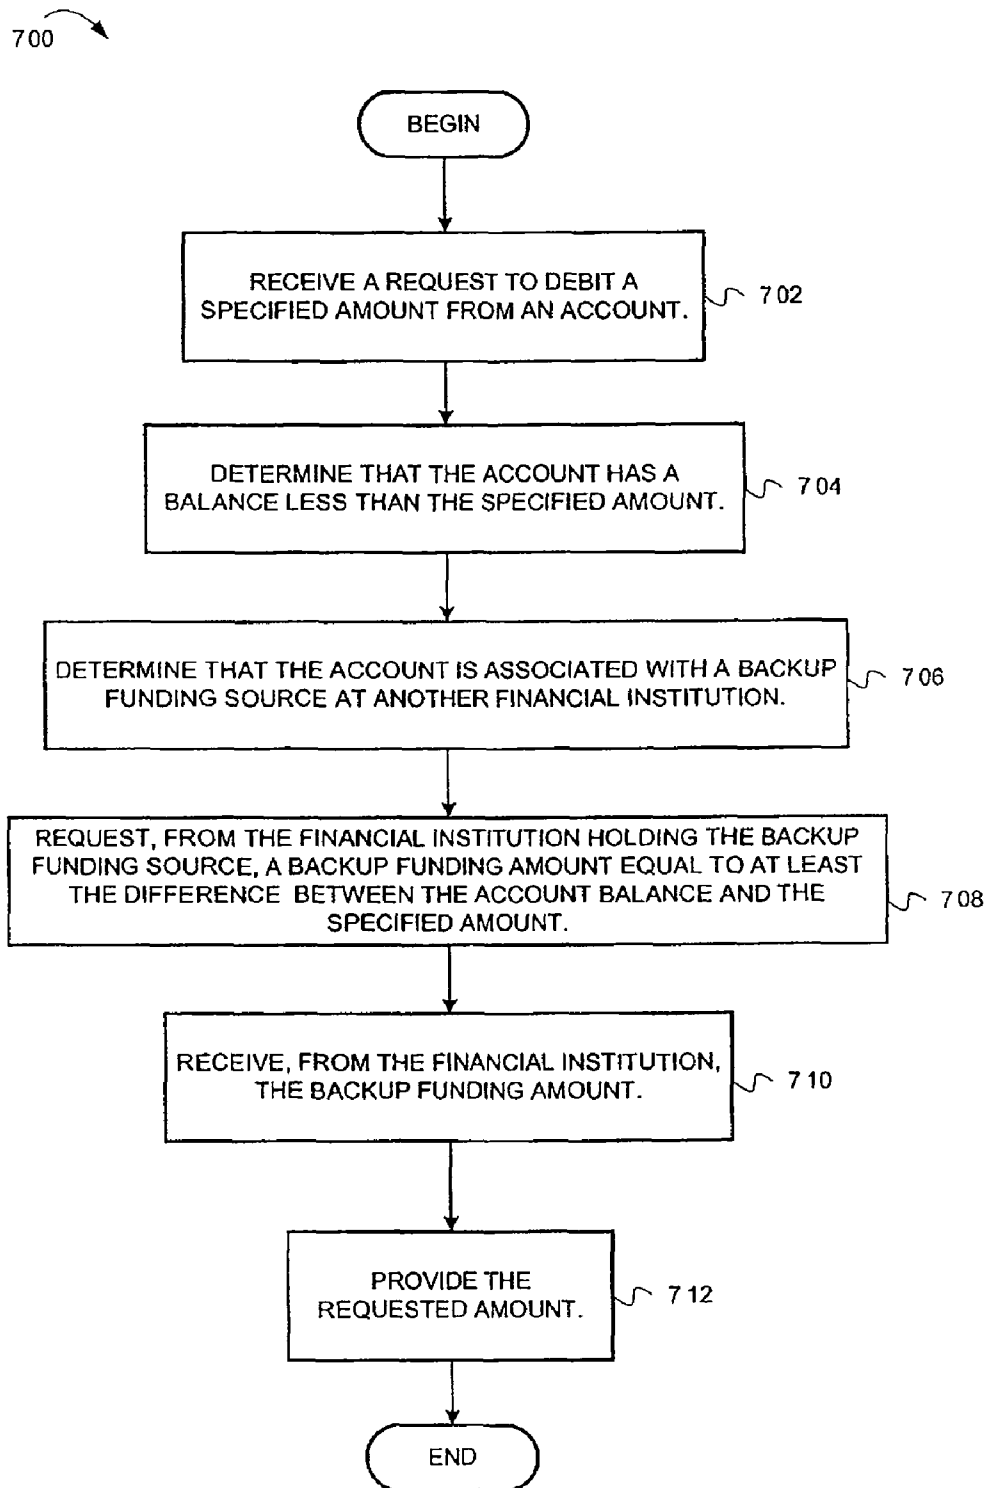 700
BEGIN
RECEIVE A REQUEST TO DEBIT A
SPECIFIED AMOUNT FROM AN ACCOUNT.
702
DETERMINE THAT THE ACCOUNT HAS A
BALANCE LESS THAN THE SPECIFIED AMOUNT.
704
DETERMINE THAT THE ACCOUNT IS ASSOCIATED WITH A BACKUP
FUNDING SOURCE AT ANOTHER FINANCIAL INSTITUTION.
706
REQUEST, FROM THE FINANCIAL INSTITUTION HOLDING THE BACKUP
FUNDING SOURCE, A BACKUP FUNDING AMOUNT EQUAL TO AT LEAST
THE DIFFERENCE BETWEEN THE ACCOUNT BALANCE AND THE
SPECIFIED AMOUNT.
708
RECEIVE, FROM THE FINANCIAL INSTITUTION,
THE BACKUP FUNDING AMOUNT.
710
PROVIDE THE
REQUESTED AMOUNT.
712
END